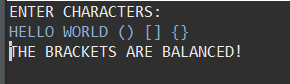 ENTER CHARACTERS:
HELLO WORLD () [] {}
THE BRACKETS ARE BALANCED!